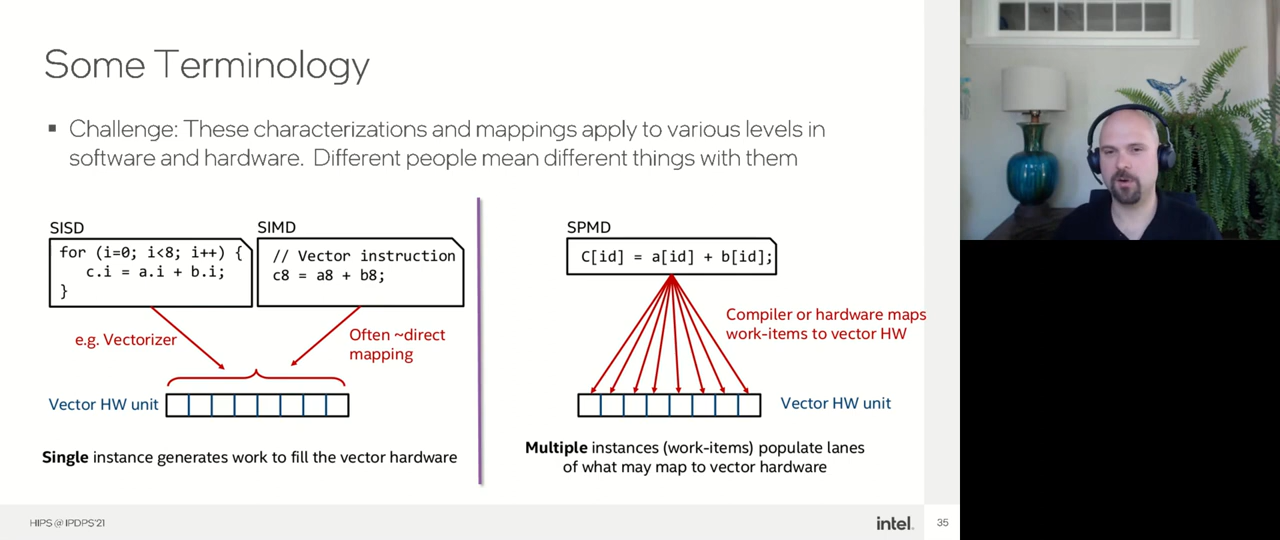 Some Terminology
▪ Challenge: These characterizations and mappings apply to various levels in
software and hardware. Different people mean different things with them
SISD
for (i=0; i<8; i++) {
c.i = a.i + b.i;
}
SIMD
// Vector instruction
c8 = a8 + b8;
e.g. Vectorizer
Often ~direct
mapping
Vector HW unit
Single instance generates work to fill the vector hardware
SPMD
C[id] = a[id] + b[id];
Compiler or hardware maps
work-items to vector HW
Vector HW unit
Multiple instances (work-items) populate lanes
of what may map to vector hardware
HIPS @ IPDPS'21
intel.
35